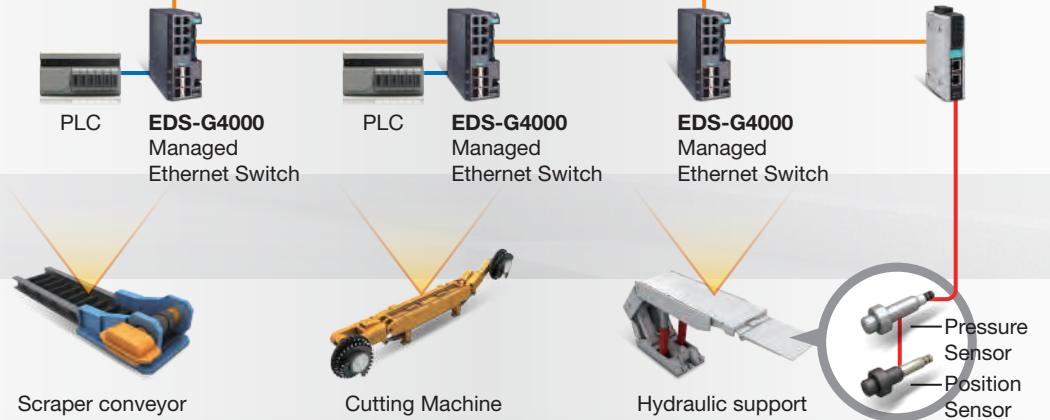 PLC
EDS-G4000
Managed
Ethernet Switch
PLC
EDS-G4000
Managed
Ethernet Switch
EDS-G4000
Managed
Ethernet Switch
Pressure
Sensor
Position
Sensor
Scraper conveyor
Cutting Machine
Hydraulic support